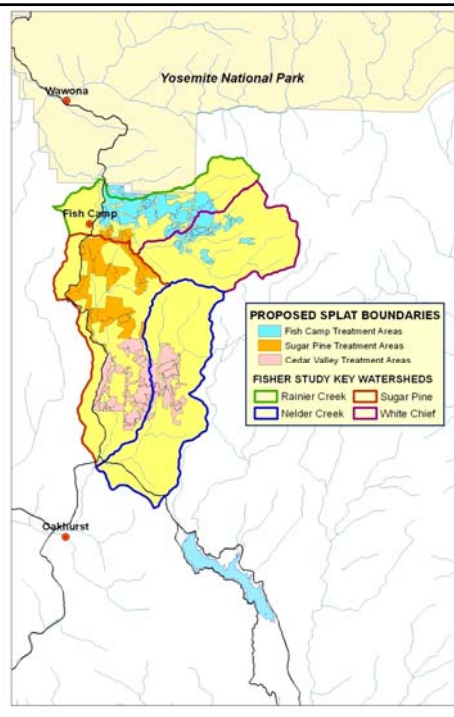 Yosemite National Park
Wawona
Fish Camp
PROPOSED SPLAT BOUNDARIES
Fish Camp Treatment Areas
Sugar Pine Treatment Areas
Cedar Valley Treatment Areas
FISHER STUDY KEY WATERSHEDS
Rainier Creek Sugar Pine
Nelder Creek White Chief
Oakhurst